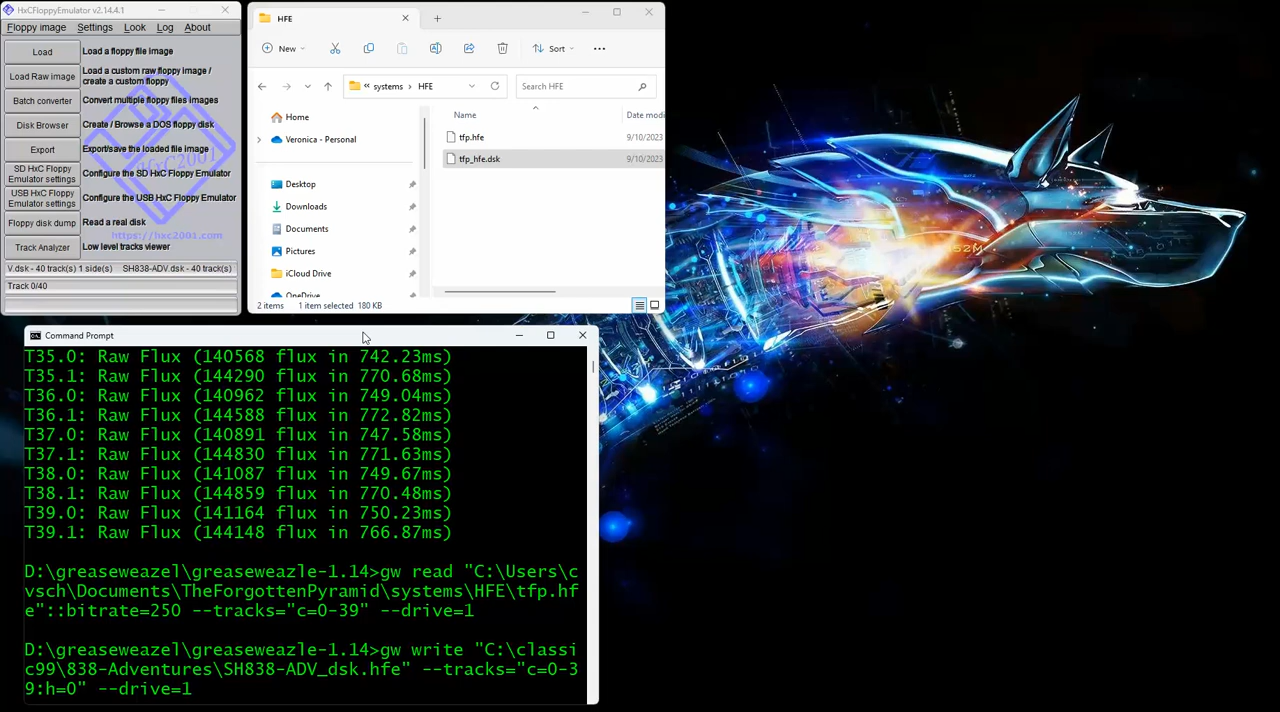 HxCFloppyEmulator v2.14.4.1
Floppy image Settings Look Log About
Load Load a floppy file image
Load Raw image Load a custom raw floppy image / create a custom floppy
Batch converter Convert multiple floppy files images
Disk Browser Create / Browse a DOS floppy disk
Export Export/save the loaded file image
SD HxC Floppy Emulator settings Configure the SD HxC Floppy Emulator
USB HxC Floppy Emulator settings Configure the USB HxC Floppy Emulator
Floppy disk dump Read a real disk
HxC2001
https://hxc2001.com
Track Analyzer Low level tracks viewer
V.dsk - 40 track(s) 1 side(s) SH838-ADV.dsk - 40 track(s)
Track 0/40
HFE
New Sort
« systems › HFE Search HFE
Home
Veronica - Personal
Desktop
Downloads
Documents
Pictures
iCloud Drive
OneDrive
Name Date modi
tfp.hfe 9/10/2023
tfp_hfe.dsk 9/10/2023
2 items 1 item selected 180 KB
Command Prompt
T35.0: Raw Flux (140568 flux in 742.23ms)
T35.1: Raw Flux (144290 flux in 770.68ms)
T36.0: Raw Flux (140962 flux in 749.04ms)
T36.1: Raw Flux (144588 flux in 772.82ms)
T37.0: Raw Flux (140891 flux in 747.58ms)
T37.1: Raw Flux (144830 flux in 771.63ms)
T38.0: Raw Flux (141087 flux in 749.67ms)
T38.1: Raw Flux (144859 flux in 770.48ms)
T39.0: Raw Flux (141164 flux in 750.23ms)
T39.1: Raw Flux (144148 flux in 766.87ms)
D:\greaseweazel\greaseweazle-1.14>gw read "C:\Users\c
vsch\Documents\TheForgottenPyramid\systems\HFE\tfp.hf
e"::bitrate=250 --tracks="c=0-39" --drive=1
D:\greaseweazel\greaseweazle-1.14>gw write "C:\classi
c99\838-Adventures\SH838-ADV_dsk.hfe" --tracks="c=0-3
9:h=0" --drive=1